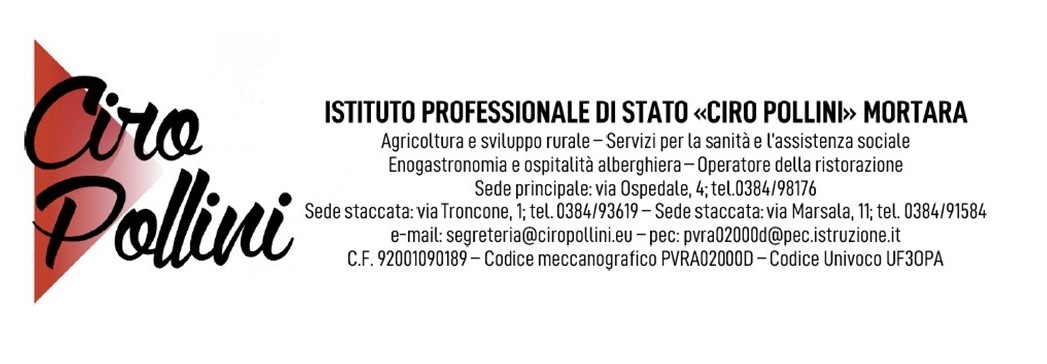 Ciro
Pollini
ISTITUTO PROFESSIONALE DI STATO «CIRO POLLINI» MORTARA
Agricoltura e sviluppo rurale – Servizi per la sanità e l'assistenza sociale
Enogastronomia e ospitalità alberghiera – Operatore della ristorazione
Sede principale: via Ospedale, 4; tel.0384/98176
Sede staccata: via Troncone, 1; tel. 0384/93619 – Sede staccata: via Marsala, 11; tel. 0384/91584
e-mail: segreteria@ciropollini.eu – pec: pvra02000d@pec.istruzione.it
C.F. 92001090189 – Codice meccanografico PVRA02000D – Codice Univoco UF3OPA